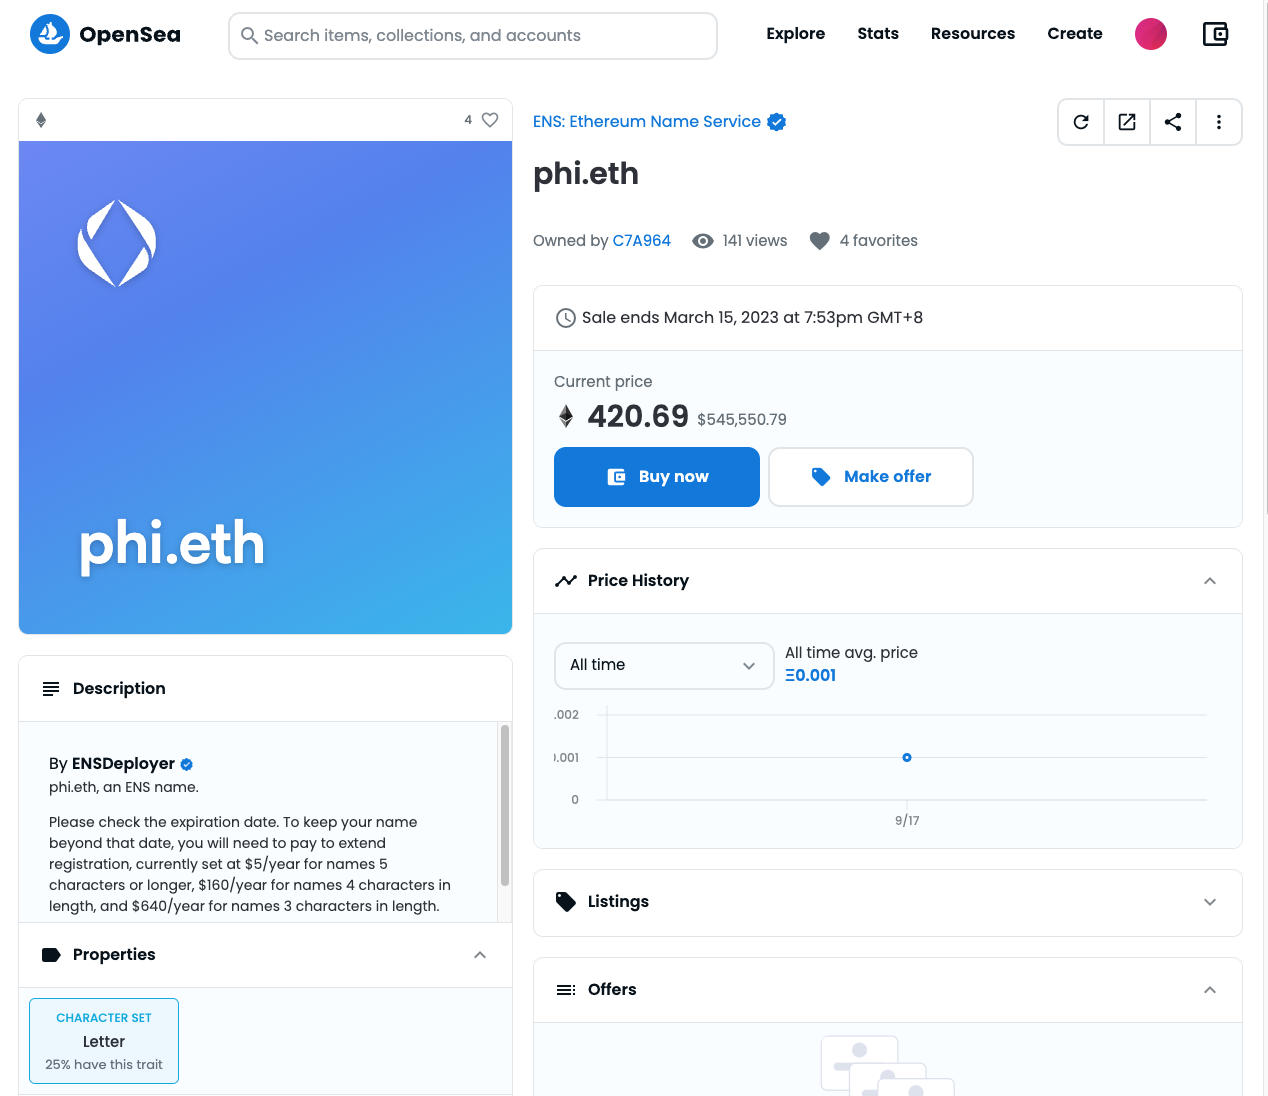 OpenSea
Search items, collections, and accounts
Explore
Stats
Resources
Create
4
phi.eth
ENS: Ethereum Name Service
phi.eth
Owned by C7A964
141 views
4 favorites
Sale ends March 15, 2023 at 7:53pm GMT+8
Current price
420.69 $545,550.79
Buy now
Make offer
Price History
All time
All time avg. price
Ξ0.001
.002
0.001
0
9/17
Listings
Offers
Description
By ENSDeployer
phi.eth, an ENS name.
Please check the expiration date. To keep your name
beyond that date, you will need to pay to extend
registration, currently set at $5/year for names 5
characters or longer, $160/year for names 4 characters in
length, and $640/year for names 3 characters in length.
Properties
CHARACTER SET
Letter
25% have this trait